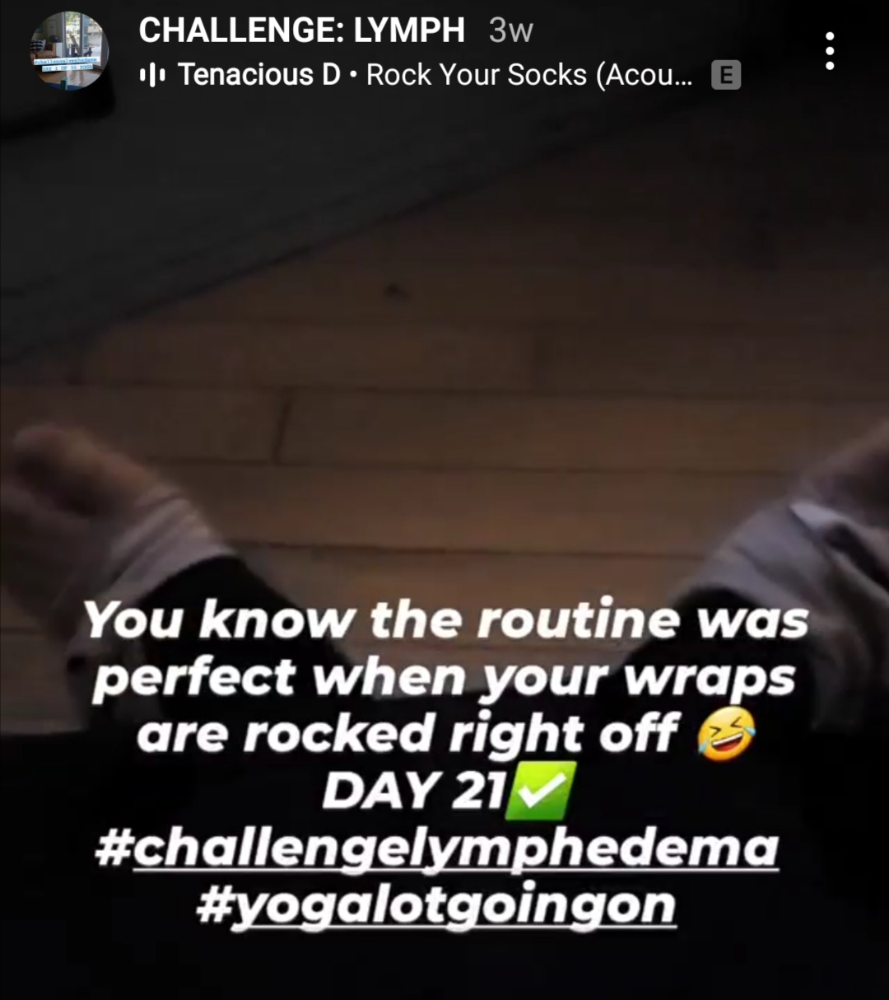 CHALLENGE: LYMPH 3w
Tenacious D • Rock Your Socks (Acou... E
You know the routine was
perfect when your wraps
are rocked right off 🤣
DAY 21✅
#challengelymphedema
#yogalotgoingon